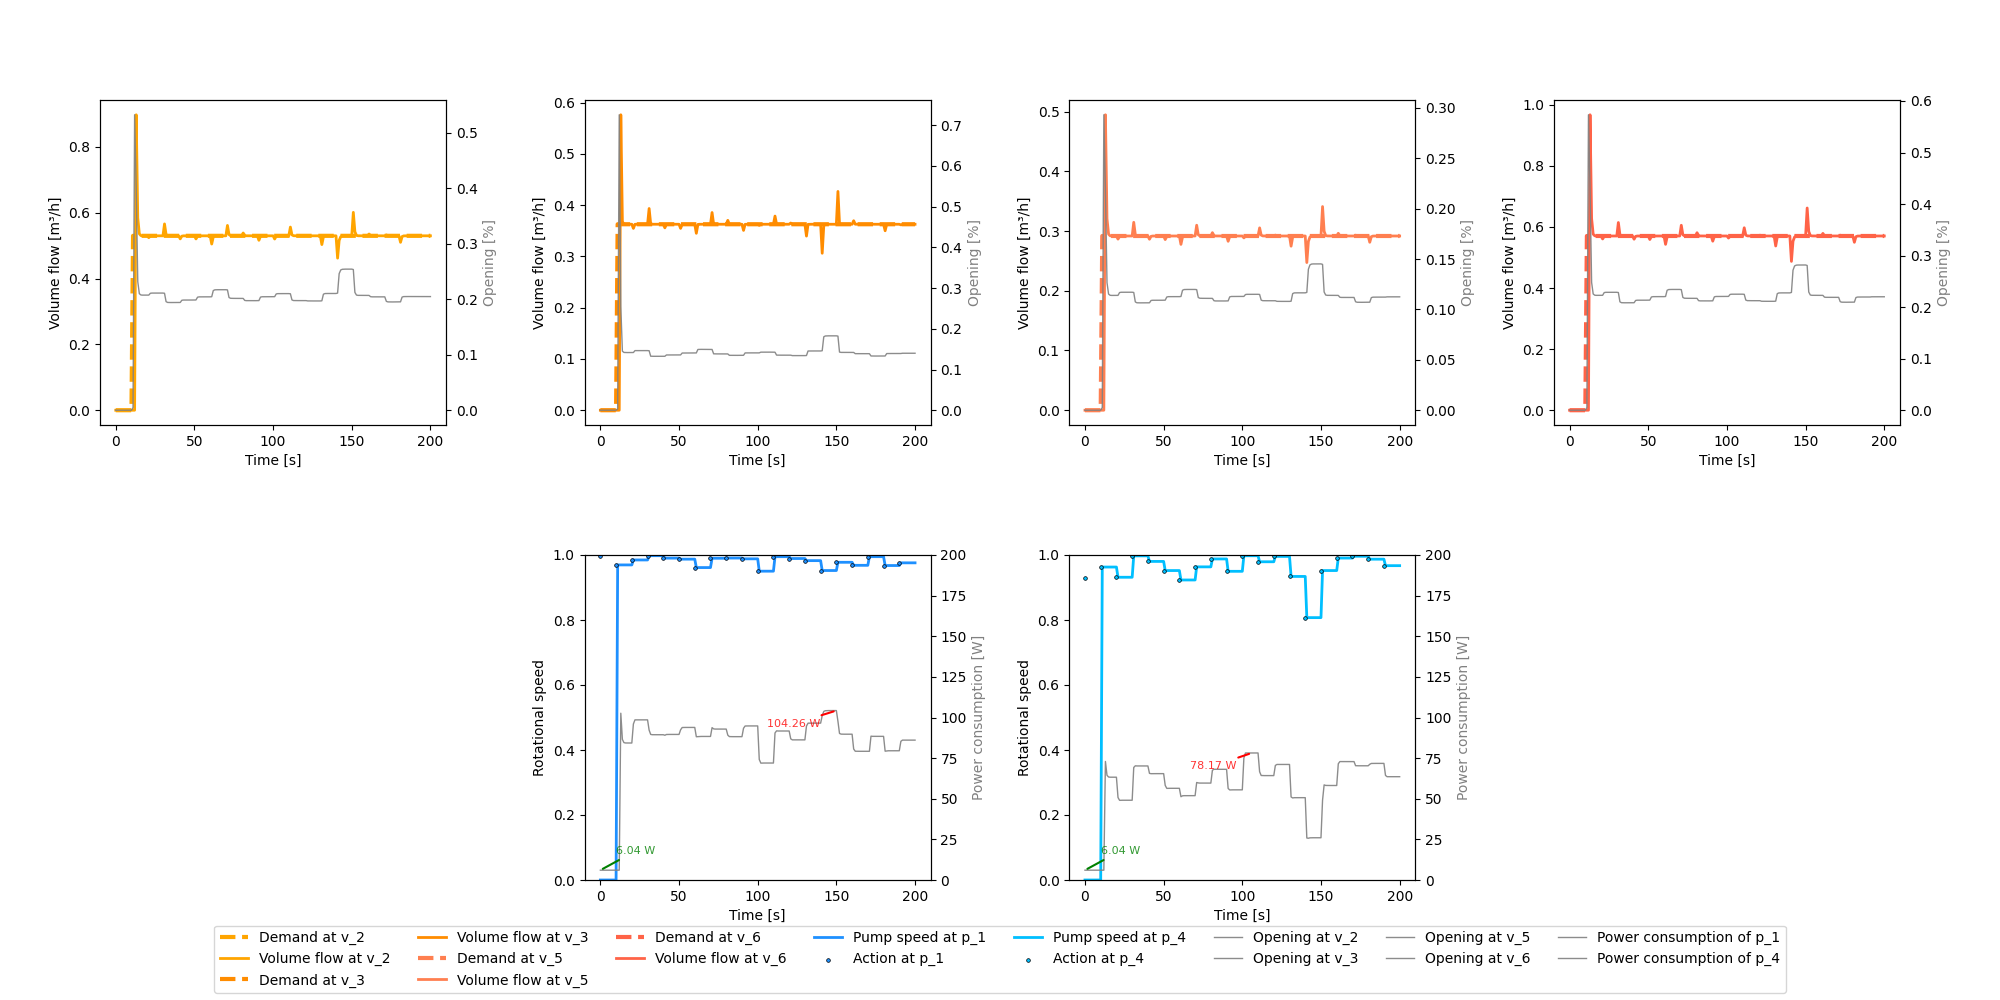 0.0 0.2 0.4 0.6 0.8
Volume flow [m³/h]
0 50 100 150 200
Time [s]
0.0 0.1 0.2 0.3 0.4 0.5
Opening [%]
0.0 0.1 0.2 0.3 0.4 0.5 0.6
Volume flow [m³/h]
0 50 100 150 200
Time [s]
0.0 0.1 0.2 0.3 0.4 0.5 0.6 0.7
Opening [%]
0.0 0.1 0.2 0.3 0.4 0.5
Volume flow [m³/h]
0 50 100 150 200
Time [s]
0.00 0.05 0.10 0.15 0.20 0.25 0.30
Opening [%]
0.0 0.2 0.4 0.6 0.8 1.0
Volume flow [m³/h]
0 50 100 150 200
Time [s]
0.0 0.1 0.2 0.3 0.4 0.5 0.6
Opening [%]
0.0 0.2 0.4 0.6 0.8 1.0
Rotational speed
104.26 W
6.04 W
0 50 100 150 200
Time [s]
0 25 50 75 100 125 150 175 200
Power consumption [W]
0.0 0.2 0.4 0.6 0.8 1.0
Rotational speed
78.17 W
6.04 W
0 50 100 150 200
Time [s]
0 25 50 75 100 125 150 175 200
Power consumption [W]
Demand at v_2
Volume flow at v_2
Demand at v_3
Volume flow at v_3
Demand at v_5
Volume flow at v_5
Demand at v_6
Volume flow at v_6
Pump speed at p_1
Action at p_1
Pump speed at p_4
Action at p_4
Opening at v_2
Opening at v_3
Opening at v_5
Opening at v_6
Power consumption of p_1
Power consumption of p_4